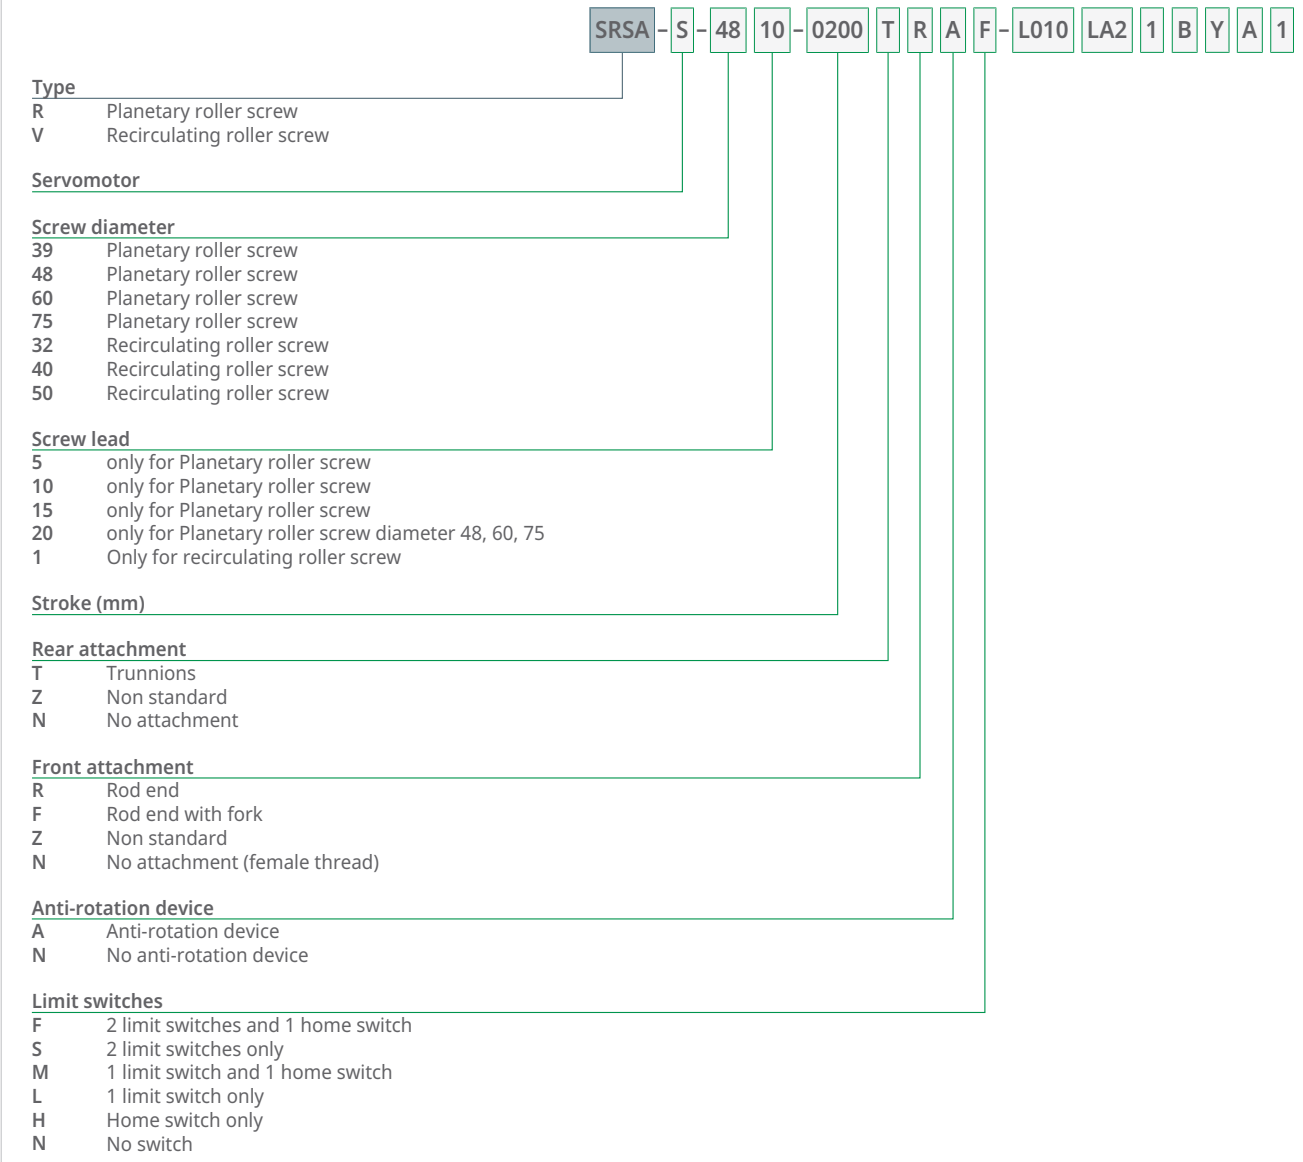 SRSA – S – 48 10 – 0200 T R A F – L010 LA2 1 B Y A 1
Type
R Planetary roller screw
V Recirculating roller screw
Servomotor
Screw diameter
39 Planetary roller screw
48 Planetary roller screw
60 Planetary roller screw
75 Planetary roller screw
32 Recirculating roller screw
40 Recirculating roller screw
50 Recirculating roller screw
Screw lead
5 only for Planetary roller screw
10 only for Planetary roller screw
15 only for Planetary roller screw
20 only for Planetary roller screw diameter 48, 60, 75
1 Only for recirculating roller screw
Stroke (mm)
Rear attachment
T Trunnions
Z Non standard
N No attachment
Front attachment
R Rod end
F Rod end with fork
Z Non standard
N No attachment (female thread)
Anti-rotation device
A Anti-rotation device
N No anti-rotation device
Limit switches
F 2 limit switches and 1 home switch
S 2 limit switches only
M 1 limit switch and 1 home switch
L 1 limit switch only
H Home switch only
N No switch